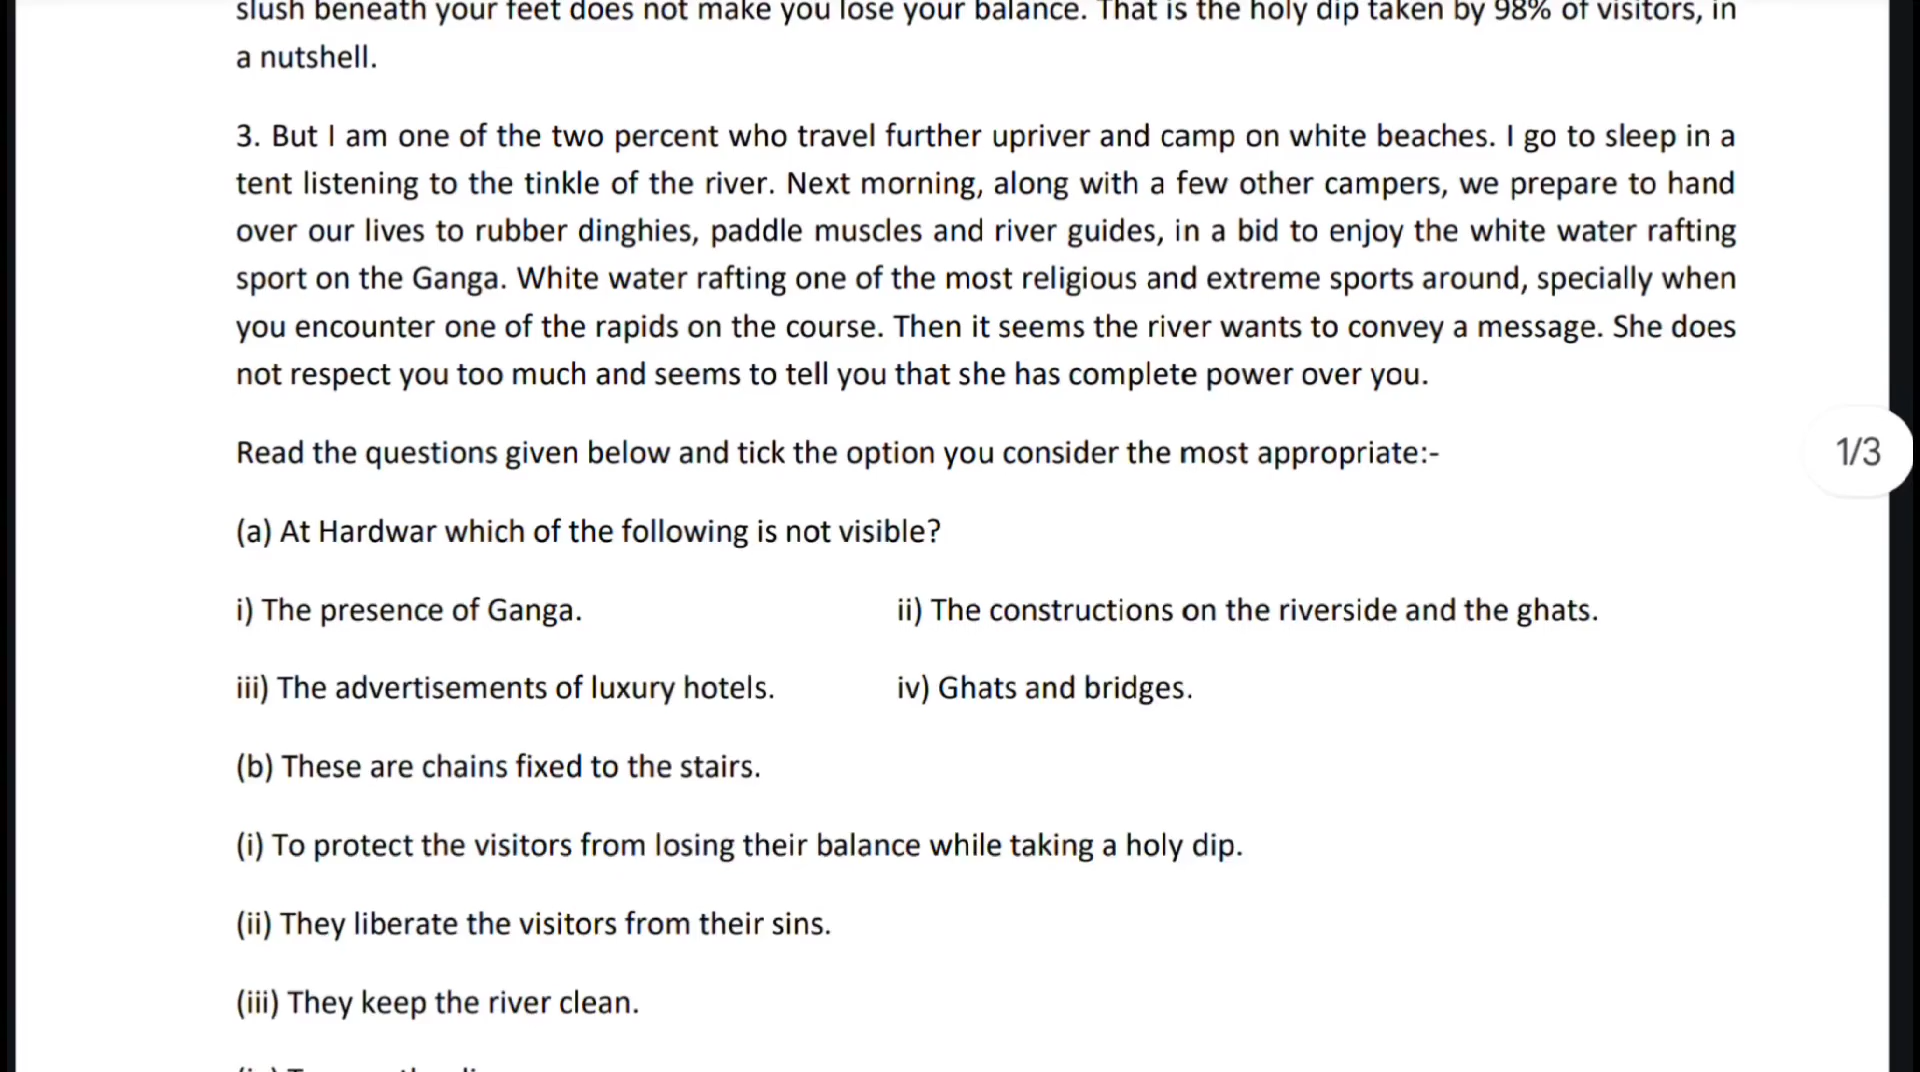 slush beneath your feet does not make you lose your balance. That is the holy dip taken by 98% of visitors, in
a nutshell.
3. But I am one of the two percent who travel further upriver and camp on white beaches. I go to sleep in a
tent listening to the tinkle of the river. Next morning, along with a few other campers, we prepare to hand
over our lives to rubber dinghies, paddle muscles and river guides, in a bid to enjoy the white water rafting
sport on the Ganga. White water rafting one of the most religious and extreme sports around, specially when
you encounter one of the rapids on the course. Then it seems the river wants to convey a message. She does
not respect you too much and seems to tell you that she has complete power over you.
Read the questions given below and tick the option you consider the most appropriate:-
1/3
(a) At Hardwar which of the following is not visible?
i) The presence of Ganga. ii) The constructions on the riverside and the ghats.
iii) The advertisements of luxury hotels. iv) Ghats and bridges.
(b) These are chains fixed to the stairs.
(i) To protect the visitors from losing their balance while taking a holy dip.
(ii) They liberate the visitors from their sins.
(iii) They keep the river clean.